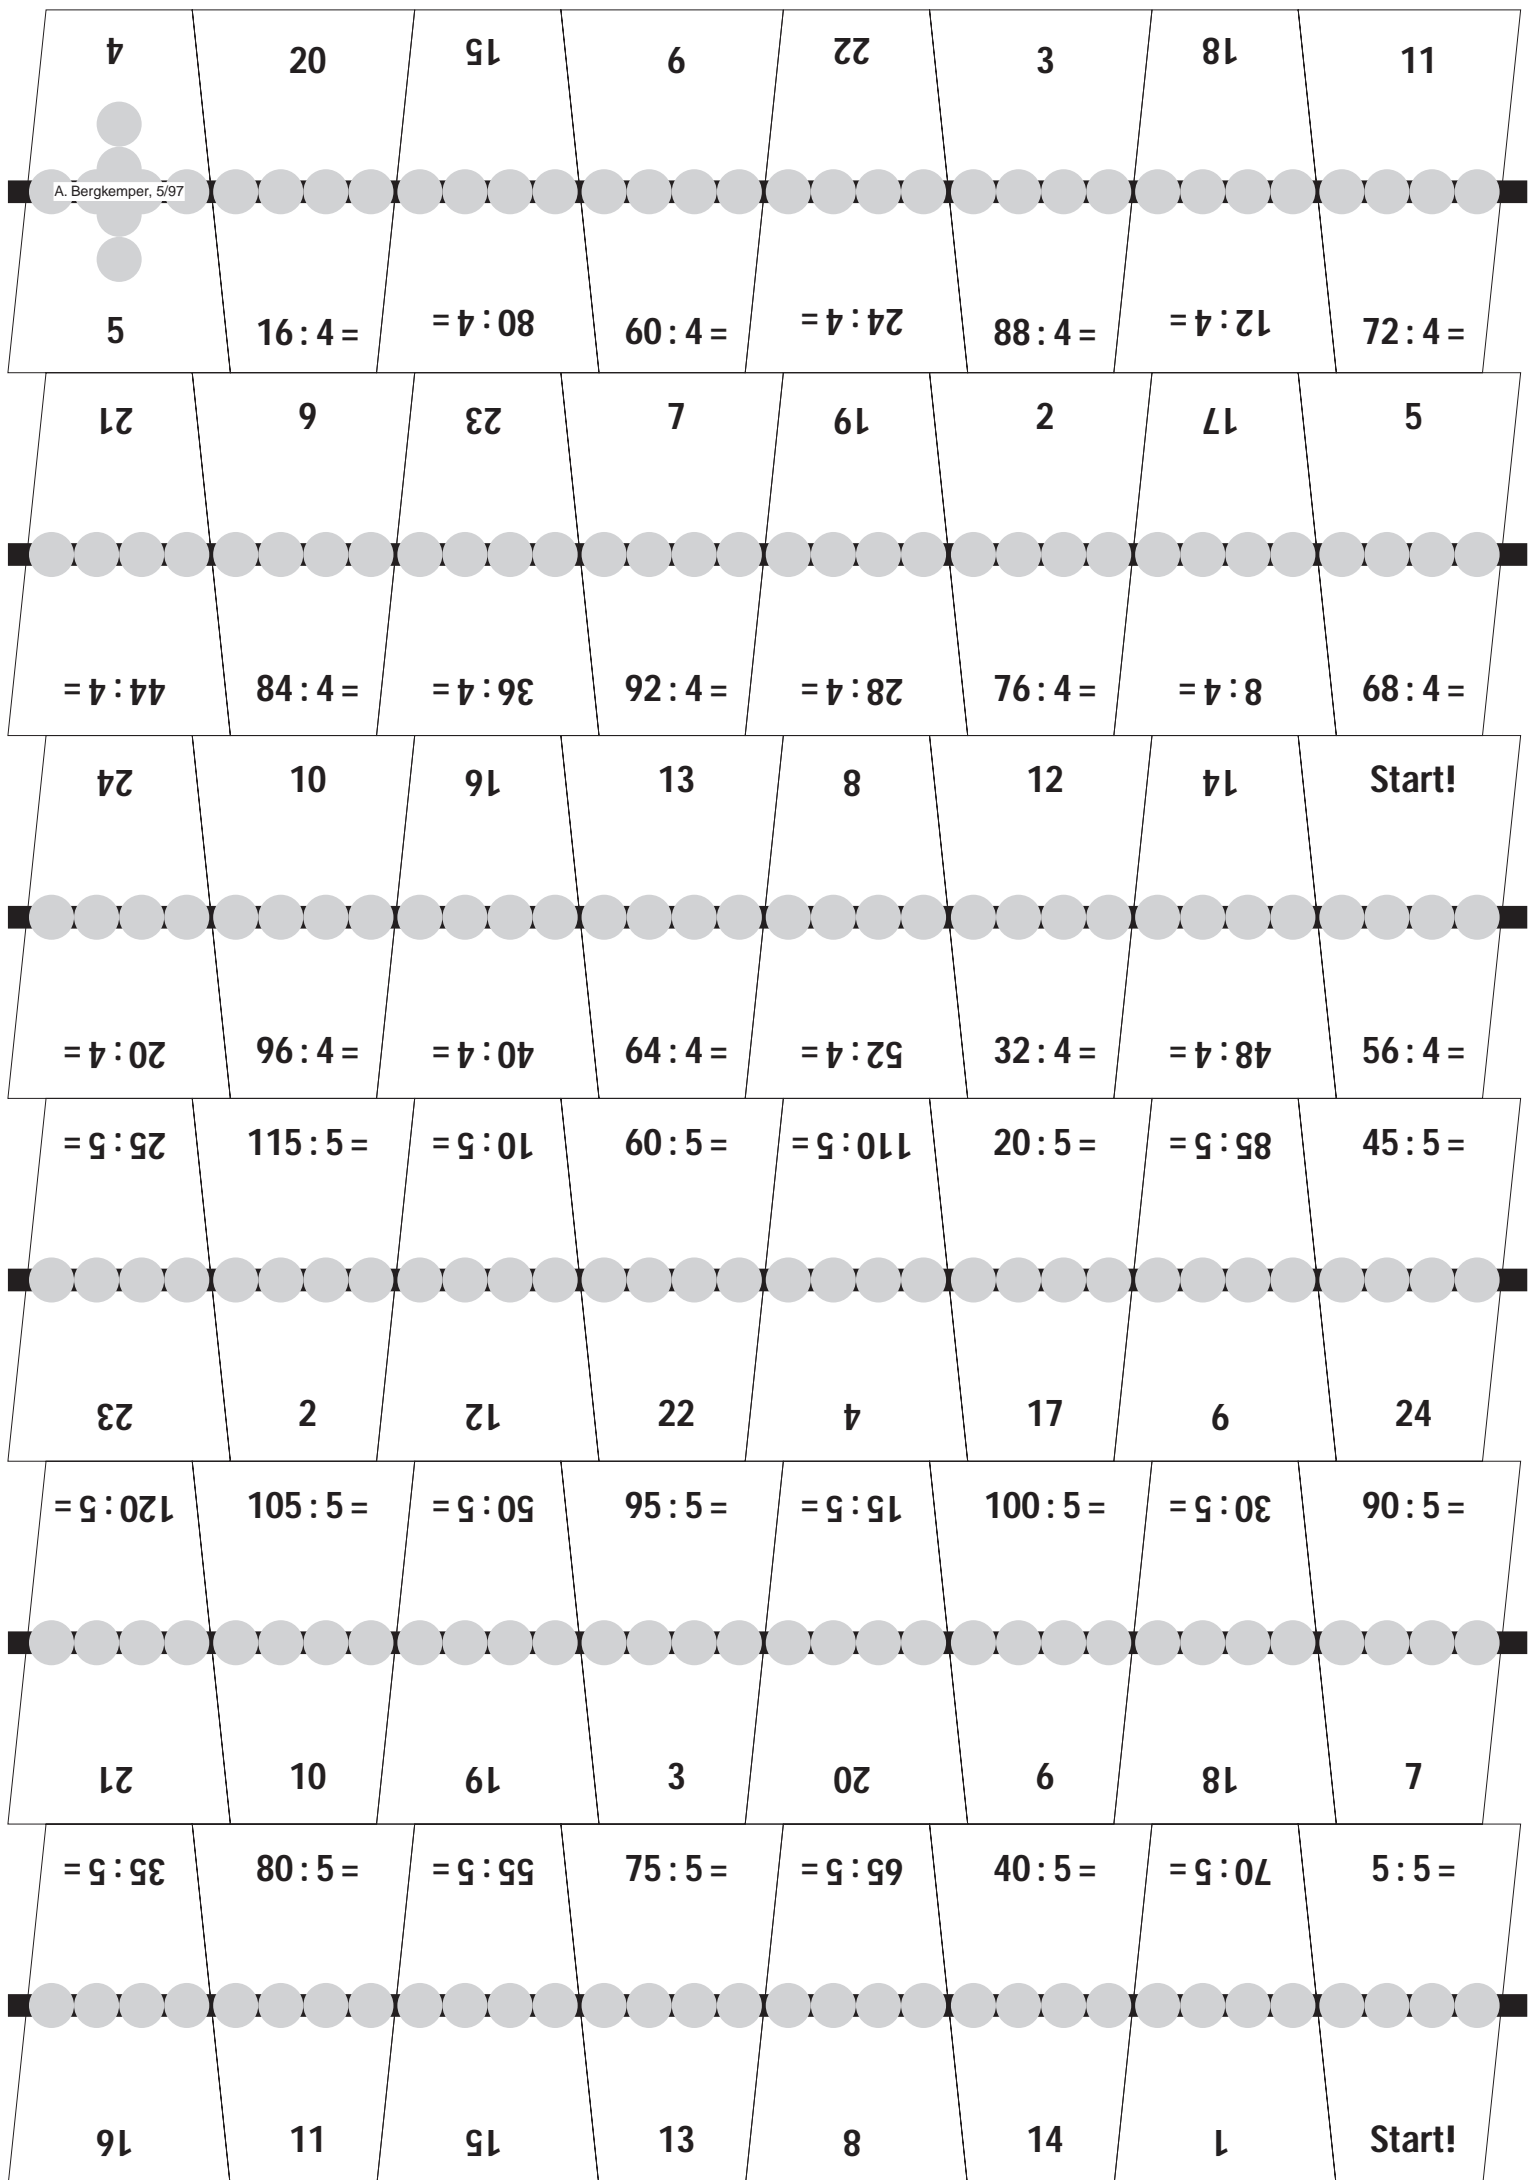 4 20 15 6 22 3 18 11
A. Bergkemper, 5/97
5 16 : 4 = 80 : 4 = 60 : 4 = 24 : 4 = 88 : 4 = 12 : 4 = 72 : 4 =
21 9 23 7 19 2 17 5
44 : 4 = 84 : 4 = 36 : 4 = 92 : 4 = 28 : 4 = 76 : 4 = 8 : 4 = 68 : 4 =
24 10 16 13 8 12 14 Start!
20 : 4 = 96 : 4 = 40 : 4 = 64 : 4 = 52 : 4 = 32 : 4 = 48 : 4 = 56 : 4 =
25 : 5 = 115 : 5 = 10 : 5 = 60 : 5 = 110 : 5 = 20 : 5 = 85 : 5 = 45 : 5 =
23 2 12 22 4 17 9 24
120 : 5 = 105 : 5 = 50 : 5 = 95 : 5 = 15 : 5 = 100 : 5 = 30 : 5 = 90 : 5 =
21 10 19 3 20 6 18 7
35 : 5 = 80 : 5 = 55 : 5 = 75 : 5 = 65 : 5 = 40 : 5 = 70 : 5 = 5 : 5 =
16 11 15 13 8 14 1 Start!